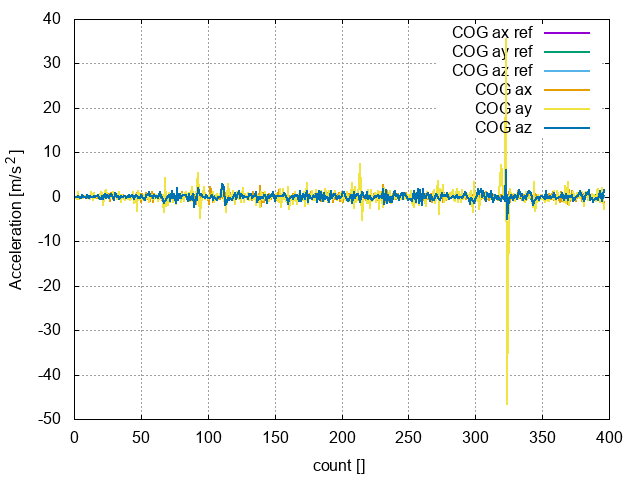 40
30
20
10
0
-10
-20
-30
-40
-50
0 50 100 150 200 250 300 350 400
Acceleration [m/s²]
count []
COG ax ref
COG ay ref
COG az ref
COG ax
COG ay
COG az